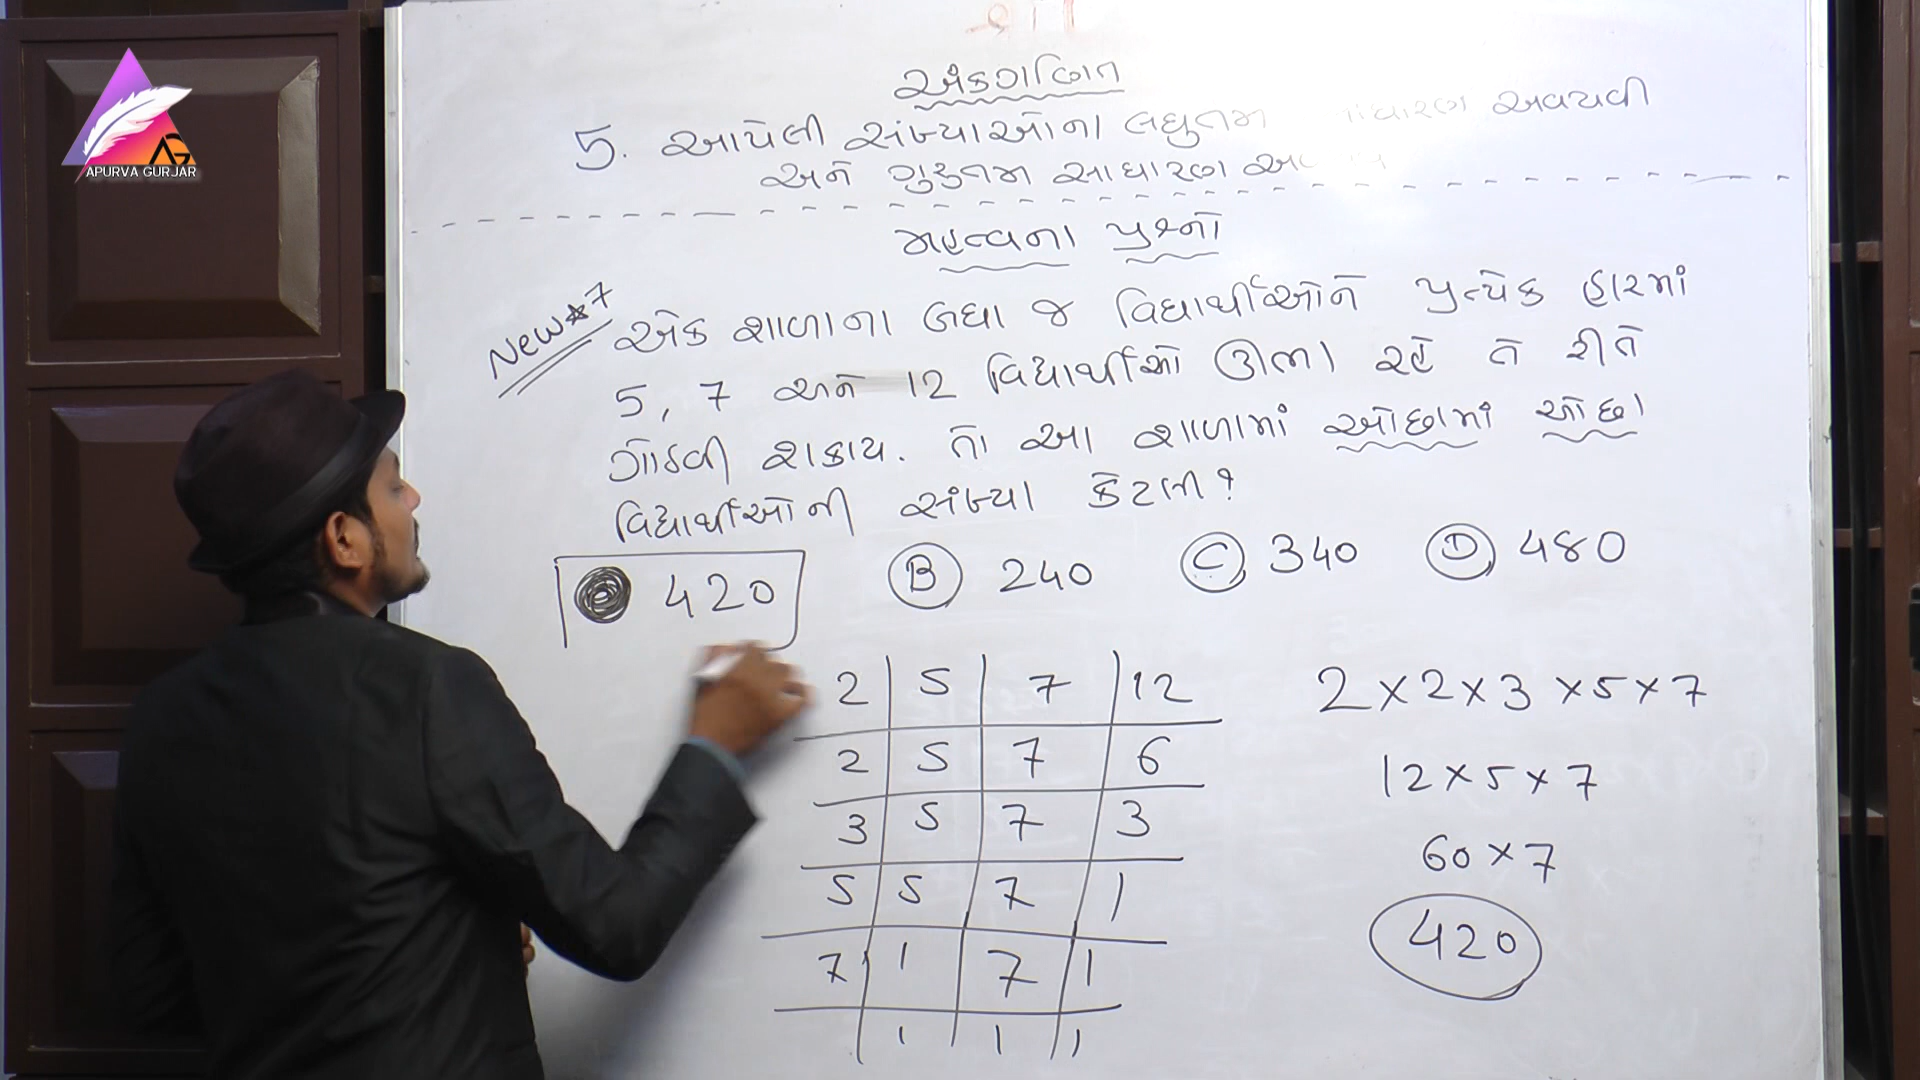 AG
APURVA GURJAR
અંકગણિત
5. આપેલી સંખ્યાઓના લઘુતમ અવયવી
અને ગુરુતમ સાધારણ
મહત્વના પ્રશ્નો
New ☆ 7
એક શાળાના બધા જ વિદ્યાર્થીઓને પ્રત્યેક હારમાં
5, 7 અને 12 વિદ્યાર્થીઓ ઊભા રહે તે રીતે
ગોઠવી શકાય. તો આ શાળામાં ઓછામાં ઓછા
વિદ્યાર્થીઓની સંખ્યા કેટલી?
420 B 240 C 340 D 480
2 5 7 12
2 5 7 6
3 5 7 3
5 5 7 1
7 1 7 1
1 1 1
2×2×3×5×7
12×5×7
60×7
420